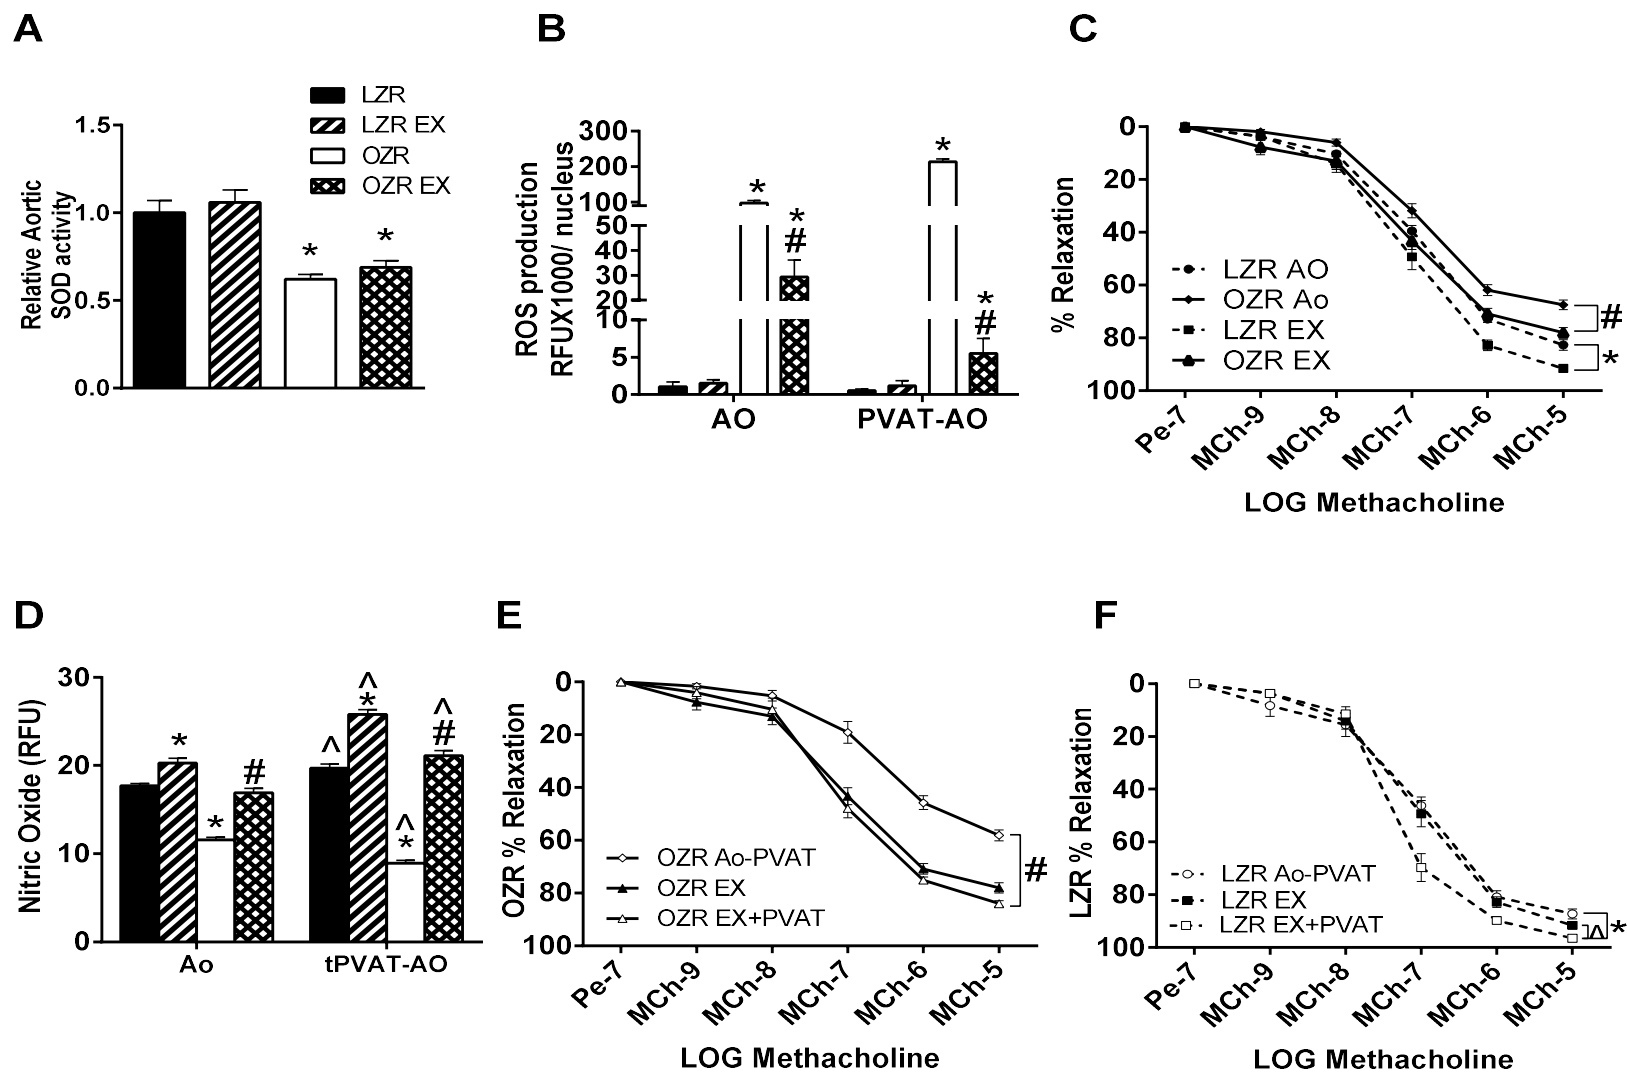 A
LZR
LZR EX
OZR
OZR EX
Relative Aortic
SOD activity
1.5
1.0
0.5
0.0
*
*
B
ROS production
RFUX1000/ nucleus
300
200
100
50
40
30
20
10
5
0
*
*
#
*
*
#
AO
PVAT-AO
C
% Relaxation
0
20
40
60
80
100
LZR AO
OZR Ao
LZR EX
OZR EX
#
*
Pe-7
MCh-9
MCh-8
MCh-7
MCh-6
MCh-5
LOG Methacholine
D
Nitric Oxide (RFU)
30
20
10
0
*
*
#
^
^
*
^
*
^
#
Ao
tPVAT-AO
E
OZR % Relaxation
0
20
40
60
80
100
OZR Ao-PVAT
OZR EX
OZR EX+PVAT
#
Pe-7
MCh-9
MCh-8
MCh-7
MCh-6
MCh-5
LOG Methacholine
F
LZR % Relaxation
0
20
40
60
80
100
LZR Ao-PVAT
LZR EX
LZR EX+PVAT
^
*
Pe-7
MCh-9
MCh-8
MCh-7
MCh-6
MCh-5
LOG Methacholine